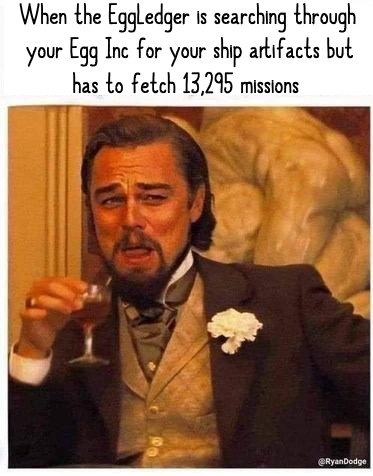 When the EggLedger is searching through
your Egg Inc for your ship artifacts but
has to fetch 13,295 missions
@RyanDodge